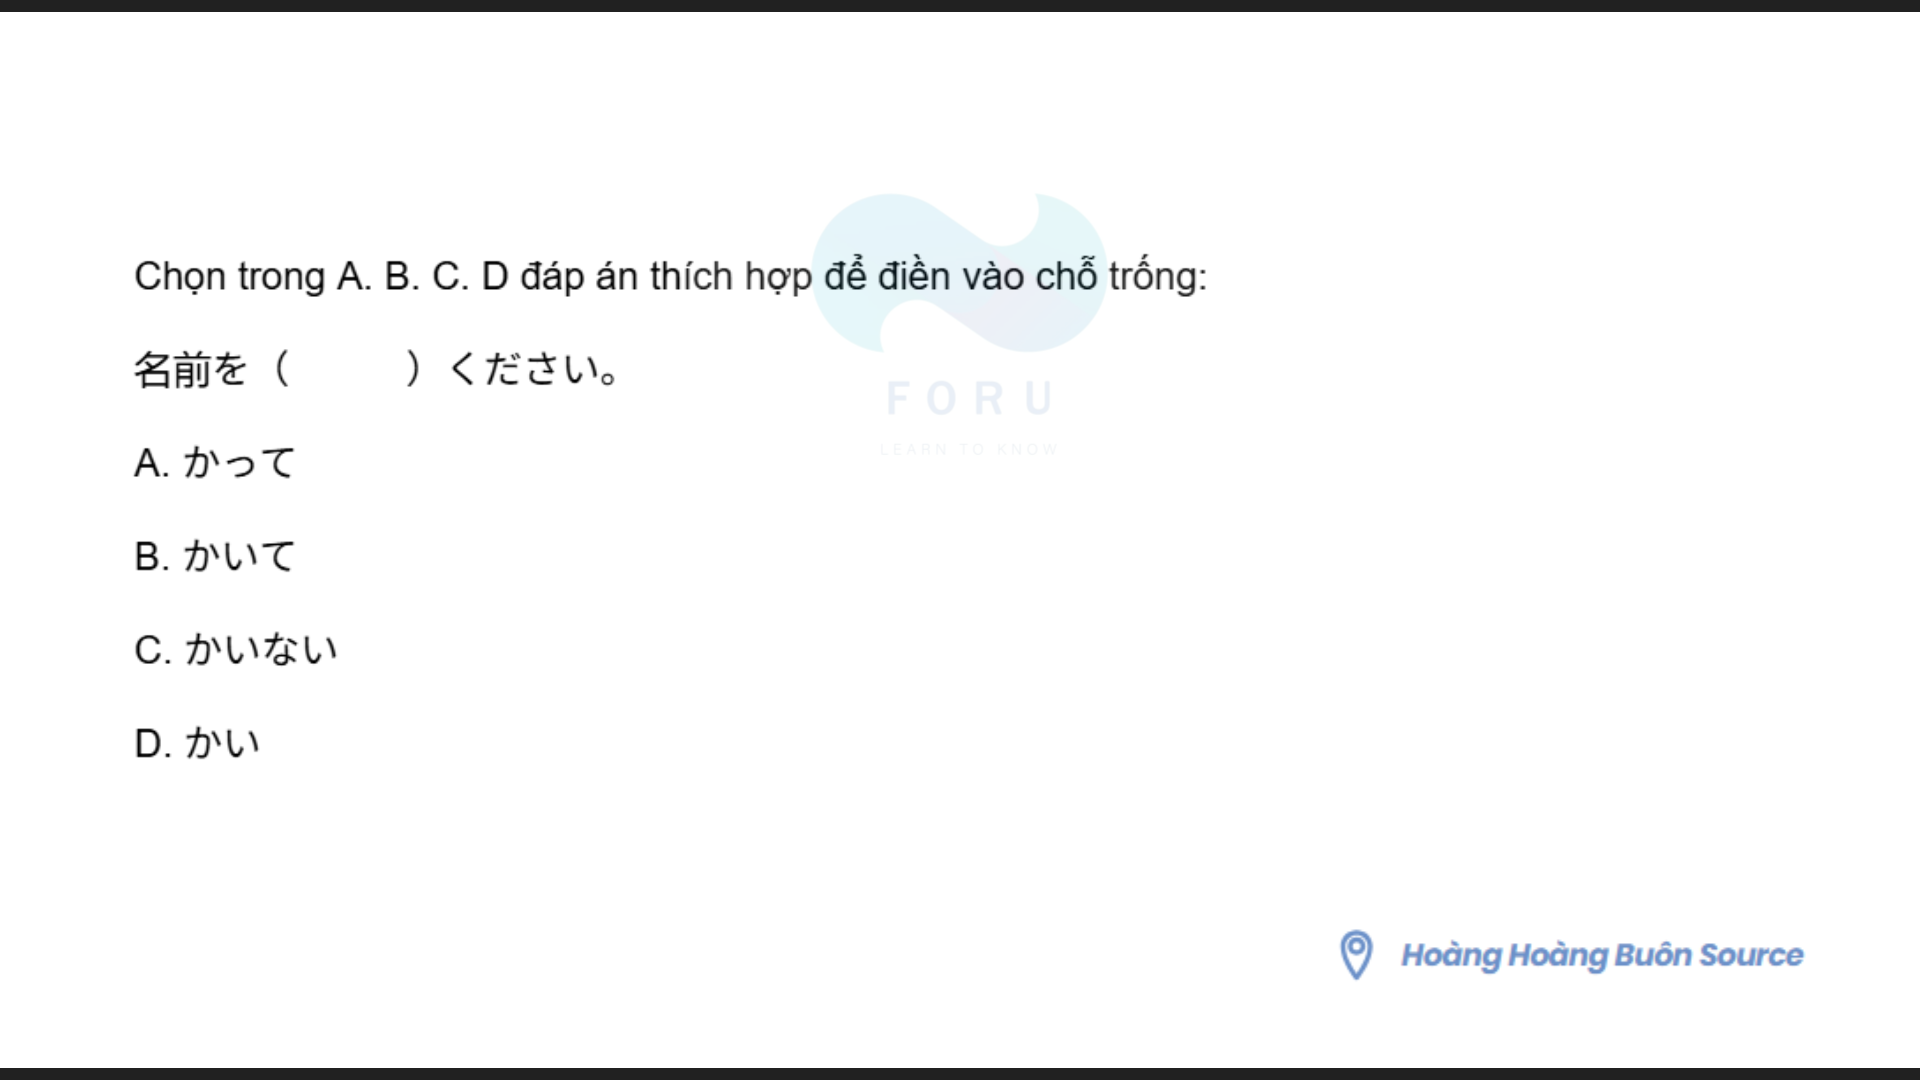 Chọn trong A. B. C. D đáp án thích hợp để điền vào chỗ trống:
名前を（　　　）ください。
A. かって
B. かいて
C. かいない
D. かい
FORU
LEARN TO KNOW
Hoàng Hoàng Buôn Source